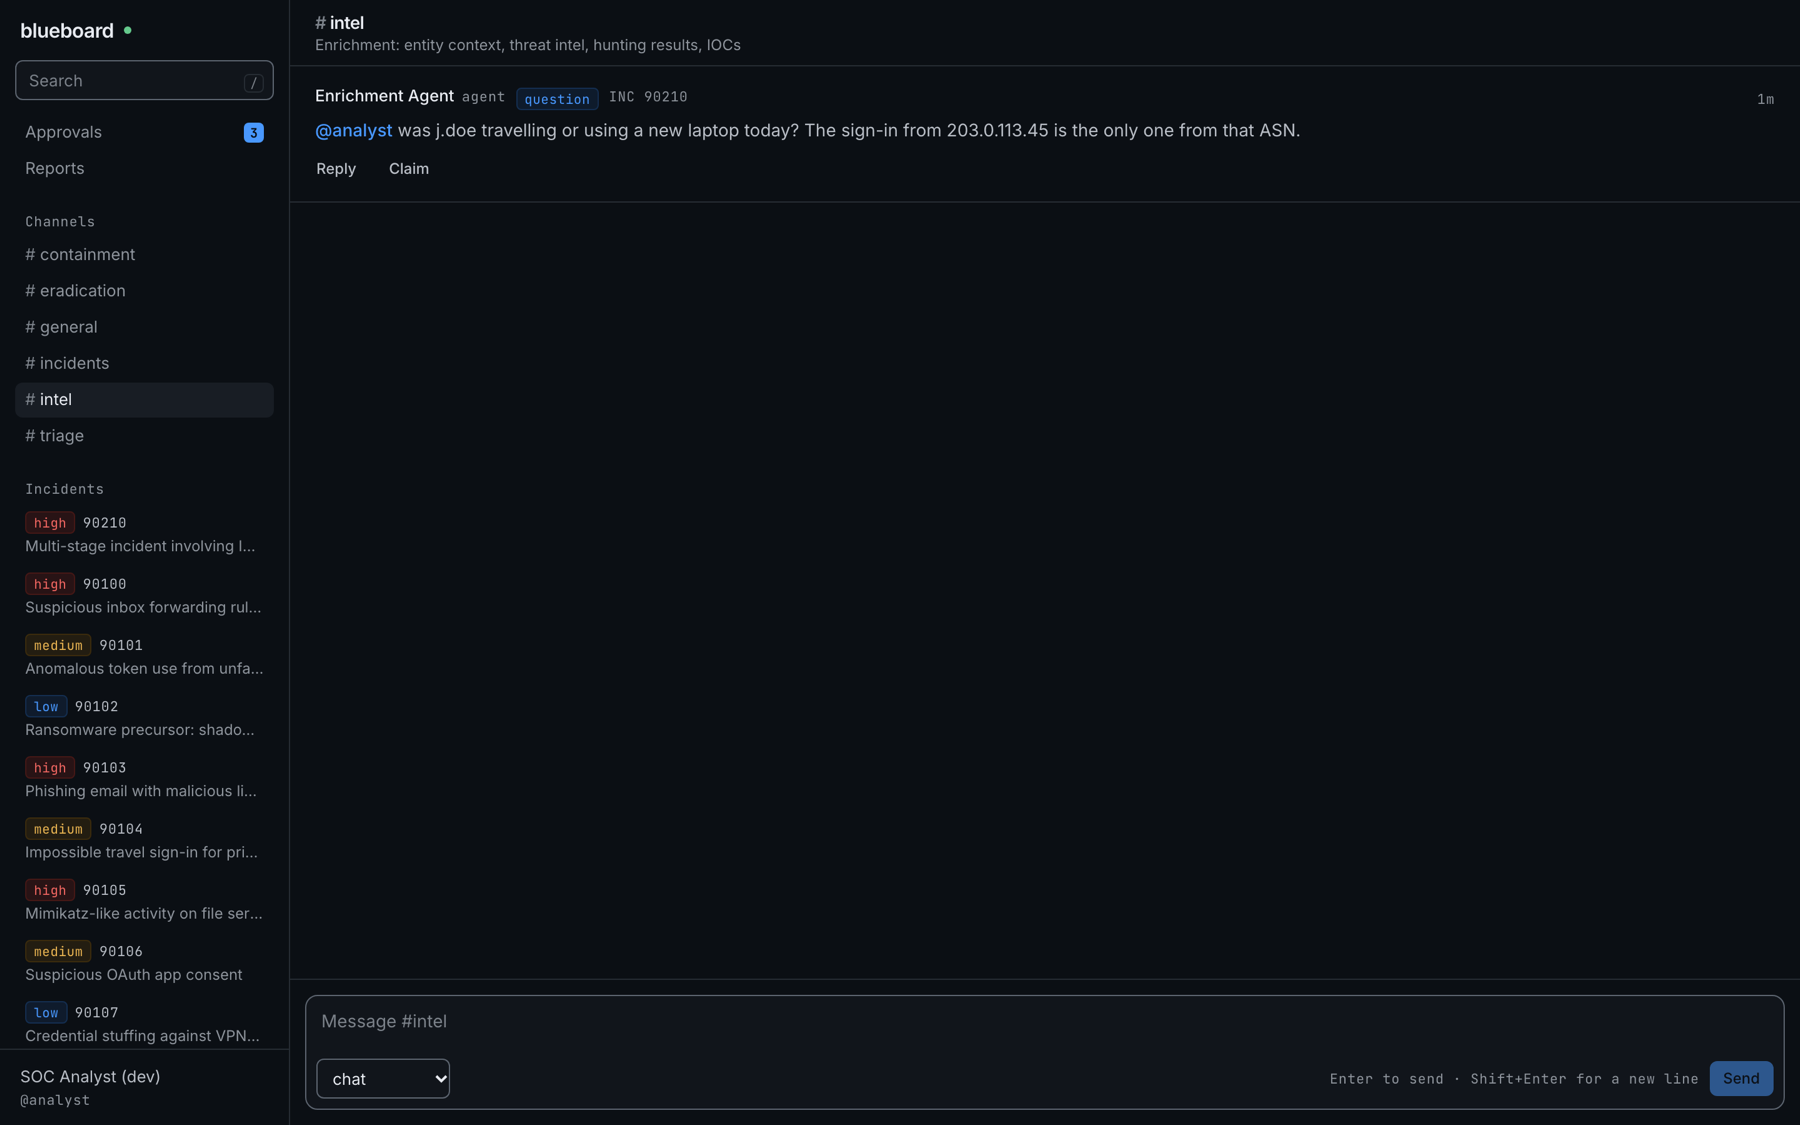 blueboard
Search /
Approvals 3
Reports
Channels
# containment
# eradication
# general
# incidents
# intel
# triage
Incidents
high 90210
Multi-stage incident involving I…
high 90100
Suspicious inbox forwarding rul…
medium 90101
Anomalous token use from unfa…
low 90102
Ransomware precursor: shado…
high 90103
Phishing email with malicious li…
medium 90104
Impossible travel sign-in for pri…
high 90105
Mimikatz-like activity on file ser…
medium 90106
Suspicious OAuth app consent
low 90107
Credential stuffing against VPN…
SOC Analyst (dev)
@analyst
# intel
Enrichment: entity context, threat intel, hunting results, IOCs
Enrichment Agent agent question INC 90210 1m
@analyst was j.doe travelling or using a new laptop today? The sign-in from 203.0.113.45 is the only one from that ASN.
Reply Claim
Message #intel
chat Enter to send · Shift+Enter for a new line Send